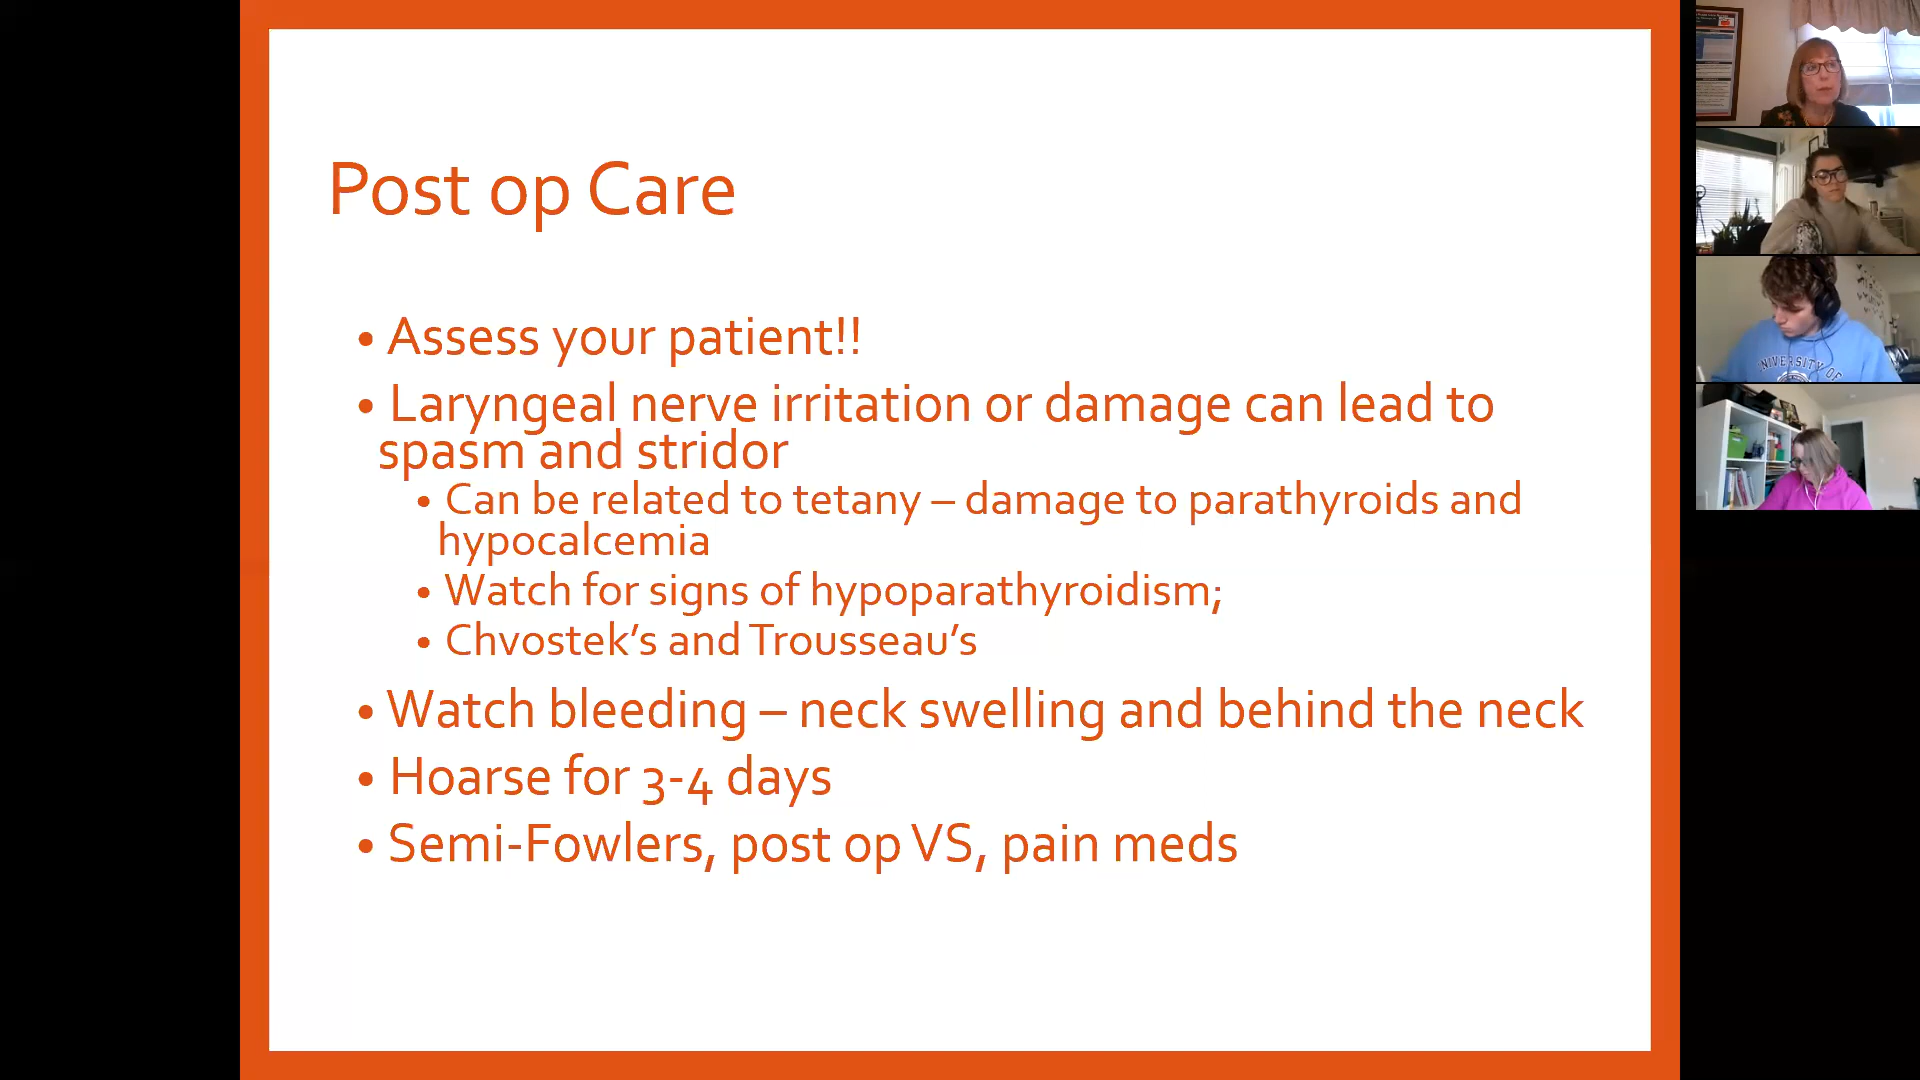 Post op Care
• Assess your patient!!
• Laryngeal nerve irritation or damage can lead to
spasm and stridor
• Can be related to tetany – damage to parathyroids and
hypocalcemia
• Watch for signs of hypoparathyroidism;
• Chvostek’s and Trousseau’s
• Watch bleeding – neck swelling and behind the neck
• Hoarse for 3-4 days
• Semi-Fowlers, post op VS, pain meds
UNIVERSITY OF